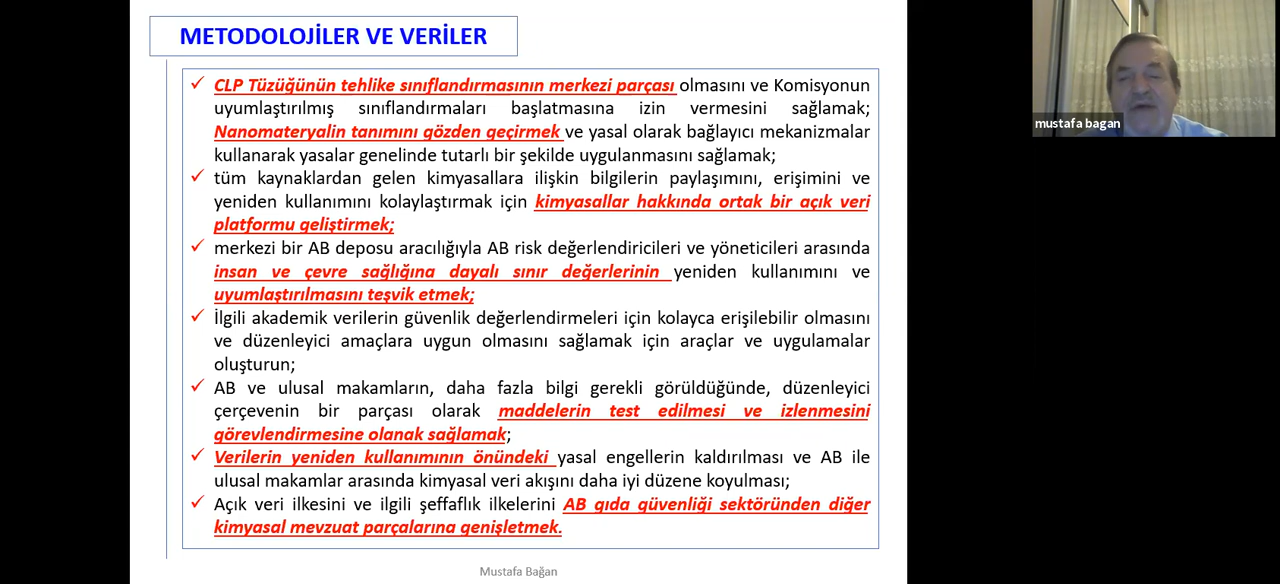 METODOLOJİLER VE VERİLER
CLP Tüzüğünün tehlike sınıflandırmasının merkezi parçası olmasını ve Komisyonun
uyumlaştırılmış sınıflandırmaları başlatmasına izin vermesini sağlamak;
Nanomateryalin tanımını gözden geçirmek ve yasal olarak bağlayıcı mekanizmalar
kullanarak yasalar genelinde tutarlı bir şekilde uygulanmasını sağlamak;
tüm kaynaklardan gelen kimyasallara ilişkin bilgilerin paylaşımını, erişimini ve
yeniden kullanımını kolaylaştırmak için kimyasallar hakkında ortak bir açık veri
platformu geliştirmek;
merkezi bir AB deposu aracılığıyla AB risk değerlendiricileri ve yöneticileri arasında
insan ve çevre sağlığına dayalı sınır değerlerinin yeniden kullanımını ve
uyumlaştırılmasını teşvik etmek;
İlgili akademik verilerin güvenlik değerlendirmeleri için kolayca erişilebilir olmasını
ve düzenleyici amaçlara uygun olmasını sağlamak için araçlar ve uygulamalar
oluşturun;
AB ve ulusal makamların, daha fazla bilgi gerekli görüldüğünde, düzenleyici
çerçevenin bir parçası olarak maddelerin test edilmesi ve izlenmesini
görevlendirmesine olanak sağlamak;
Verilerin yeniden kullanımının önündeki yasal engellerin kaldırılması ve AB ile
ulusal makamlar arasında kimyasal veri akışını daha iyi düzene koyulması;
Açık veri ilkesini ve ilgili şeffaflık ilkelerini AB gıda güvenliği sektöründen diğer
kimyasal mevzuat parçalarına genişletmek.
Mustafa Bağan
mustafa bagan